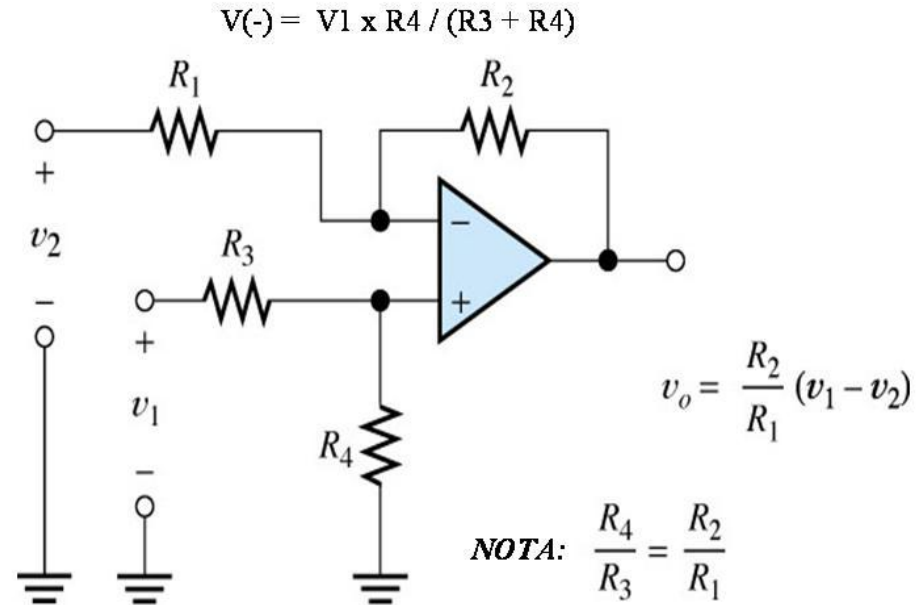 V(-) = V1 x R4 / (R3 + R4)
R₁
R₂
+
v₂
−
R₃
+
v₁
−
−
+
R₄
vₒ = R₂ / R₁ (v₁ − v₂)
NOTA: R₄ / R₃ = R₂ / R₁